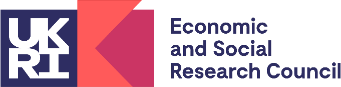 UK
RI
Economic
and Social
Research Council